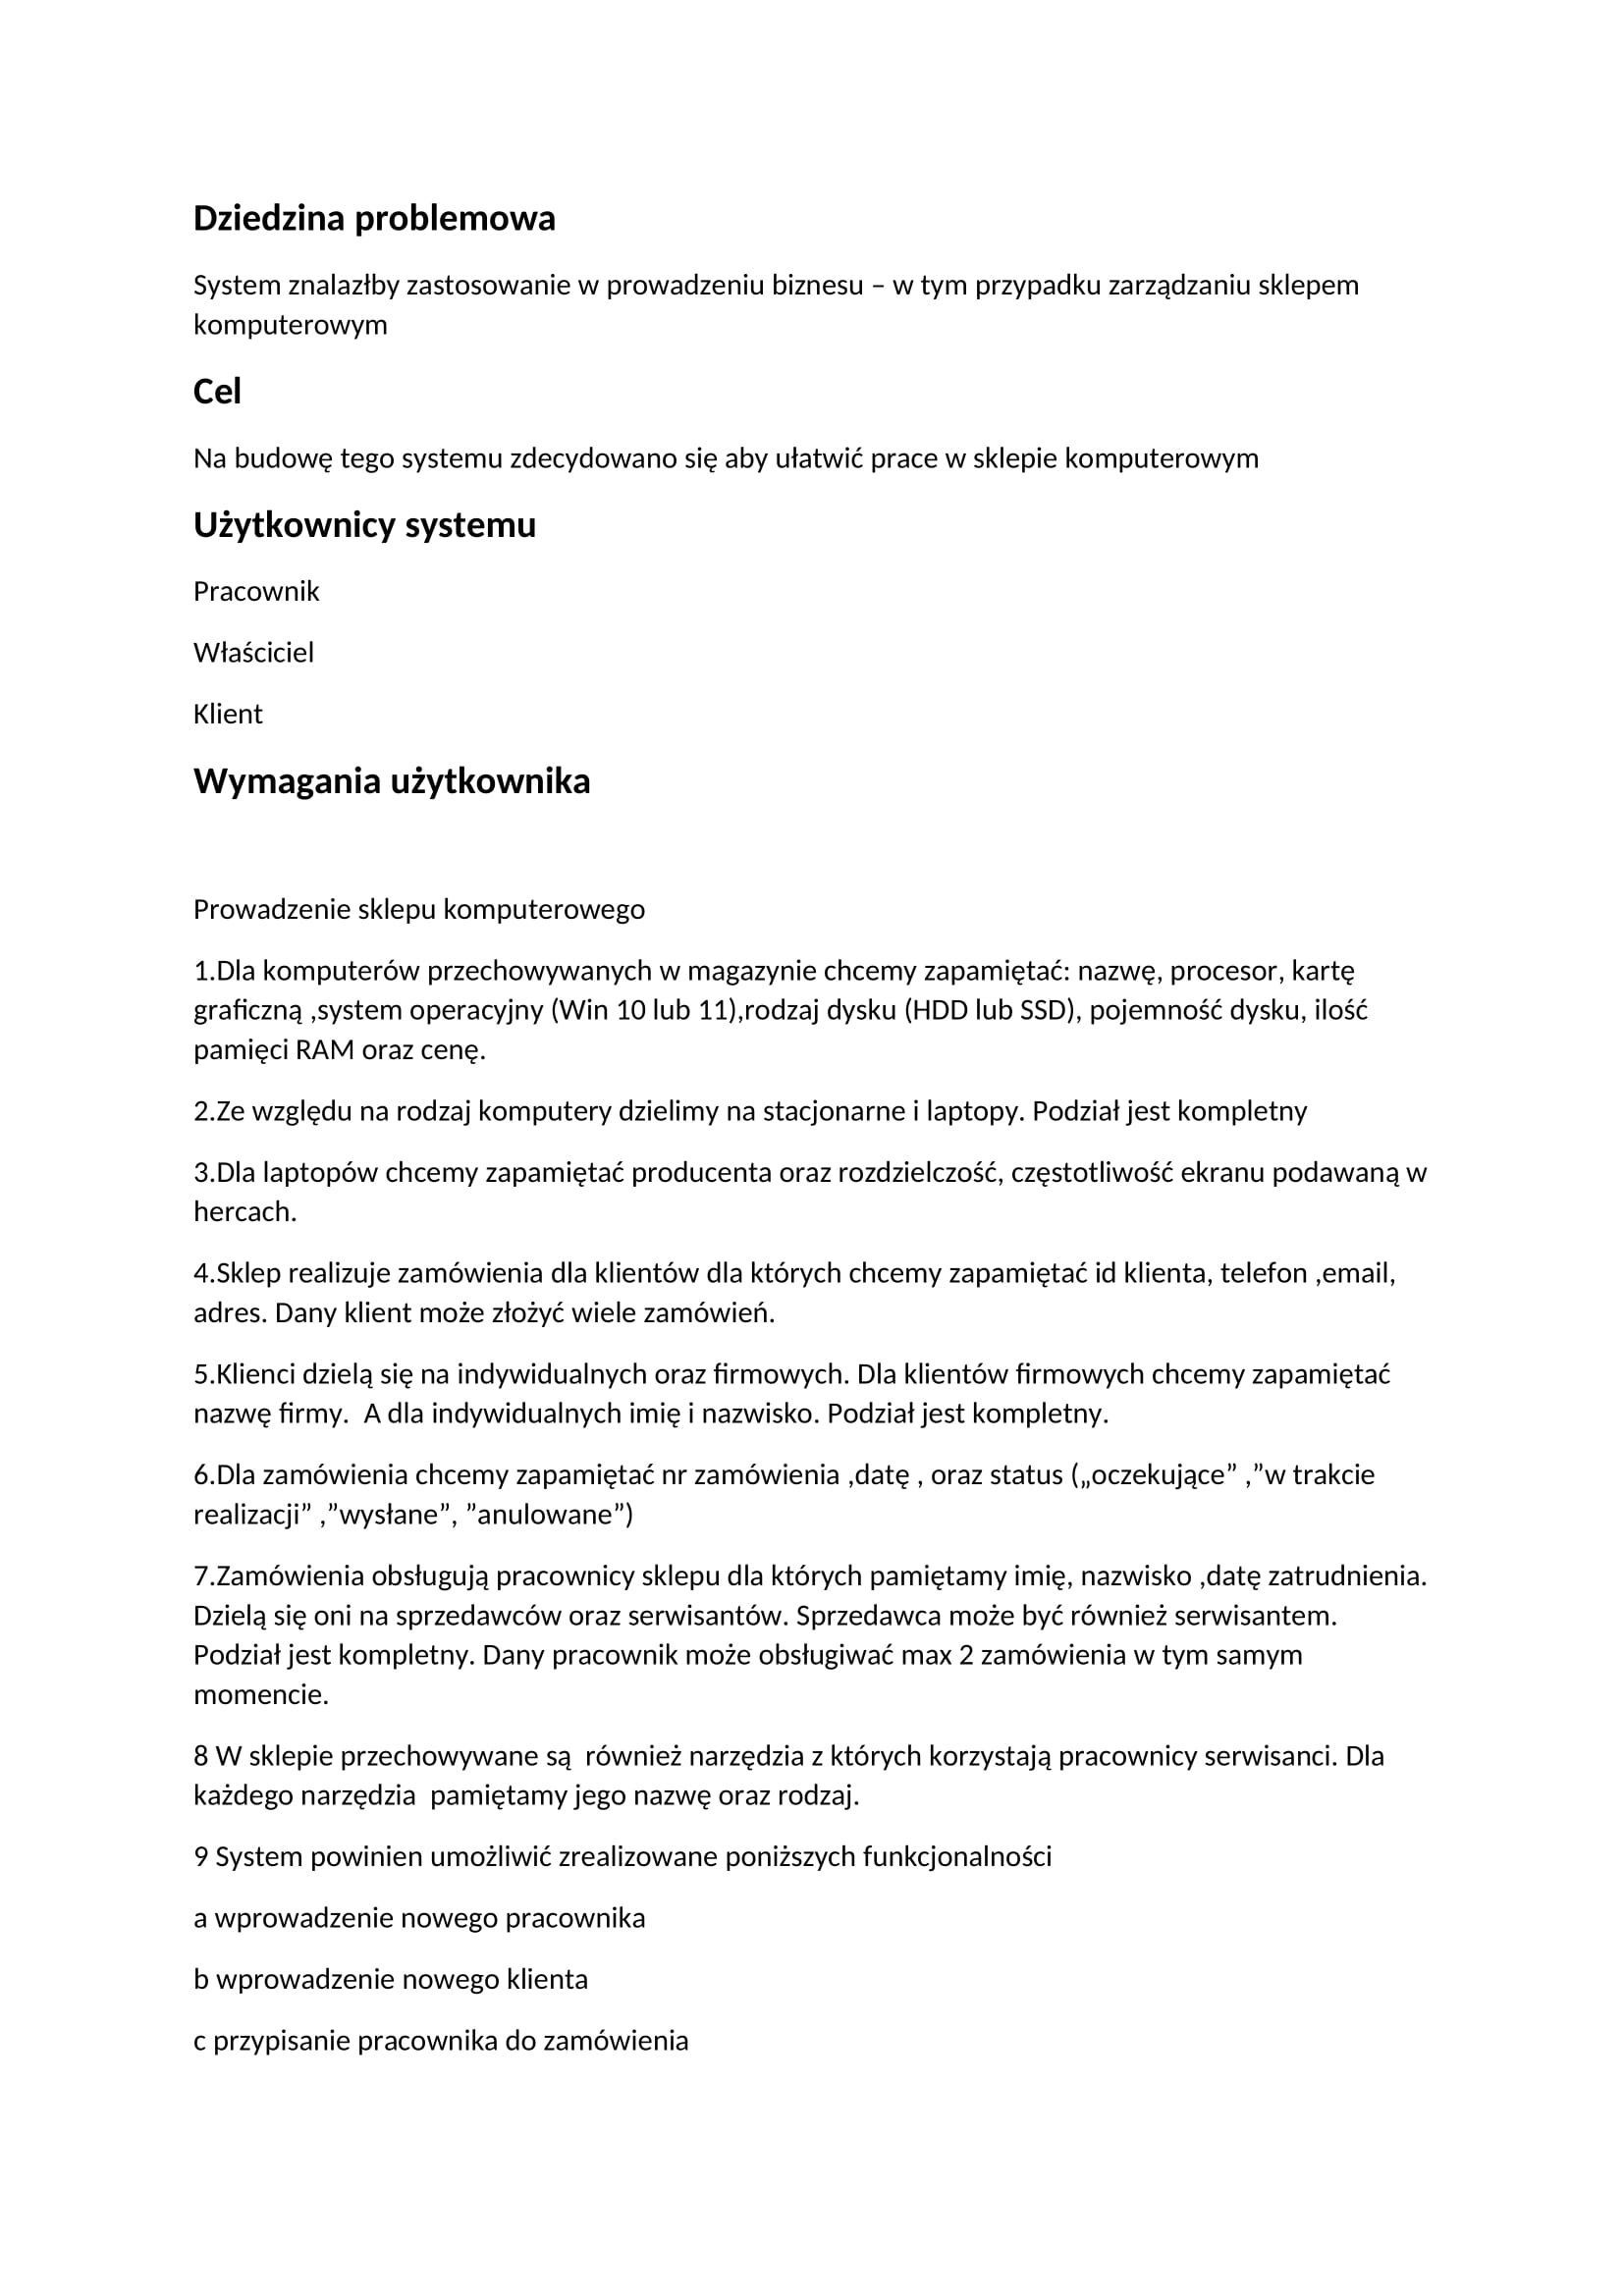 Dziedzina problemowa
System znalazłby zastosowanie w prowadzeniu biznesu – w tym przypadku zarządzaniu sklepem
komputerowym
Cel
Na budowę tego systemu zdecydowano się aby ułatwić prace w sklepie komputerowym
Użytkownicy systemu
Pracownik
Właściciel
Klient
Wymagania użytkownika
Prowadzenie sklepu komputerowego
1.Dla komputerów przechowywanych w magazynie chcemy zapamiętać: nazwę, procesor, kartę
graficzną ,system operacyjny (Win 10 lub 11),rodzaj dysku (HDD lub SSD), pojemność dysku, ilość
pamięci RAM oraz cenę.
2.Ze względu na rodzaj komputery dzielimy na stacjonarne i laptopy. Podział jest kompletny
3.Dla laptopów chcemy zapamiętać producenta oraz rozdzielczość, częstotliwość ekranu podawaną w
hercach.
4.Sklep realizuje zamówienia dla klientów dla których chcemy zapamiętać id klienta, telefon ,email,
adres. Dany klient może złożyć wiele zamówień.
5.Klienci dzielą się na indywidualnych oraz firmowych. Dla klientów firmowych chcemy zapamiętać
nazwę firmy.  A dla indywidualnych imię i nazwisko. Podział jest kompletny.
6.Dla zamówienia chcemy zapamiętać nr zamówienia ,datę , oraz status („oczekujące” ,”w trakcie
realizacji” ,”wysłane”, ”anulowane”)
7.Zamówienia obsługują pracownicy sklepu dla których pamiętamy imię, nazwisko ,datę zatrudnienia.
Dzielą się oni na sprzedawców oraz serwisantów. Sprzedawca może być również serwisantem.
Podział jest kompletny. Dany pracownik może obsługiwać max 2 zamówienia w tym samym
momencie.
8 W sklepie przechowywane są  również narzędzia z których korzystają pracownicy serwisanci. Dla
każdego narzędzia  pamiętamy jego nazwę oraz rodzaj.
9 System powinien umożliwić zrealizowane poniższych funkcjonalności
a wprowadzenie nowego pracownika
b wprowadzenie nowego klienta
c przypisanie pracownika do zamówienia